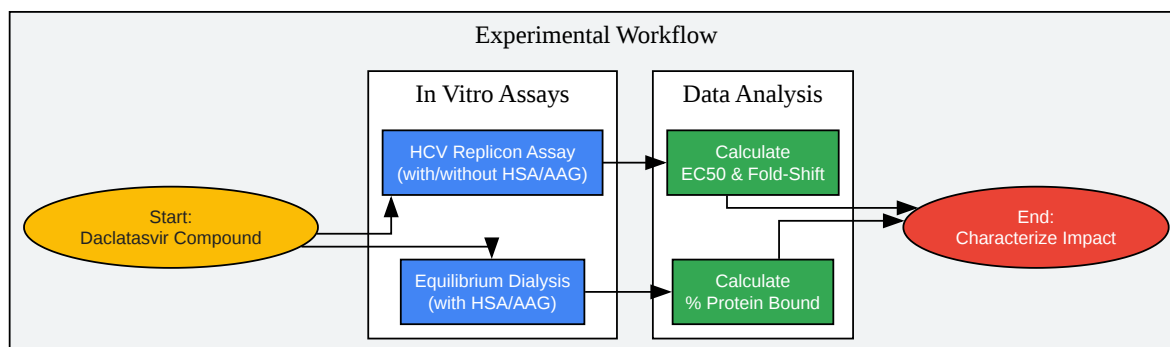 Experimental Workflow
In Vitro Assays
Data Analysis
HCV Replicon Assay
(with/without HSA/AAG)
Calculate
EC50 & Fold-Shift
Start:
Daclatasvir Compound
End:
Characterize Impact
Equilibrium Dialysis
(with HSA/AAG)
Calculate
% Protein Bound